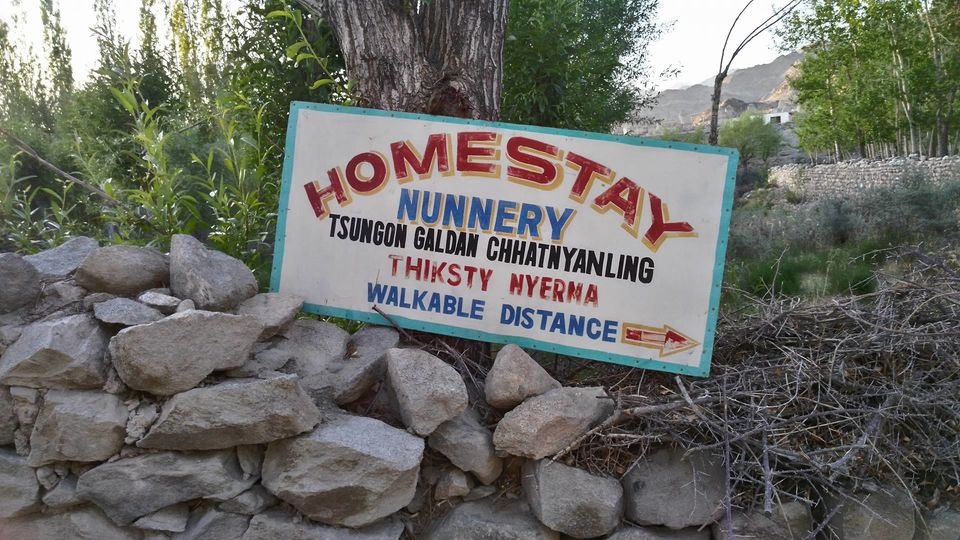 HOMESTAY
NUNNERY
TSUNGON GALDAN CHHATNYANLING
THIKSTY NYERMA
WALKABLE DISTANCE